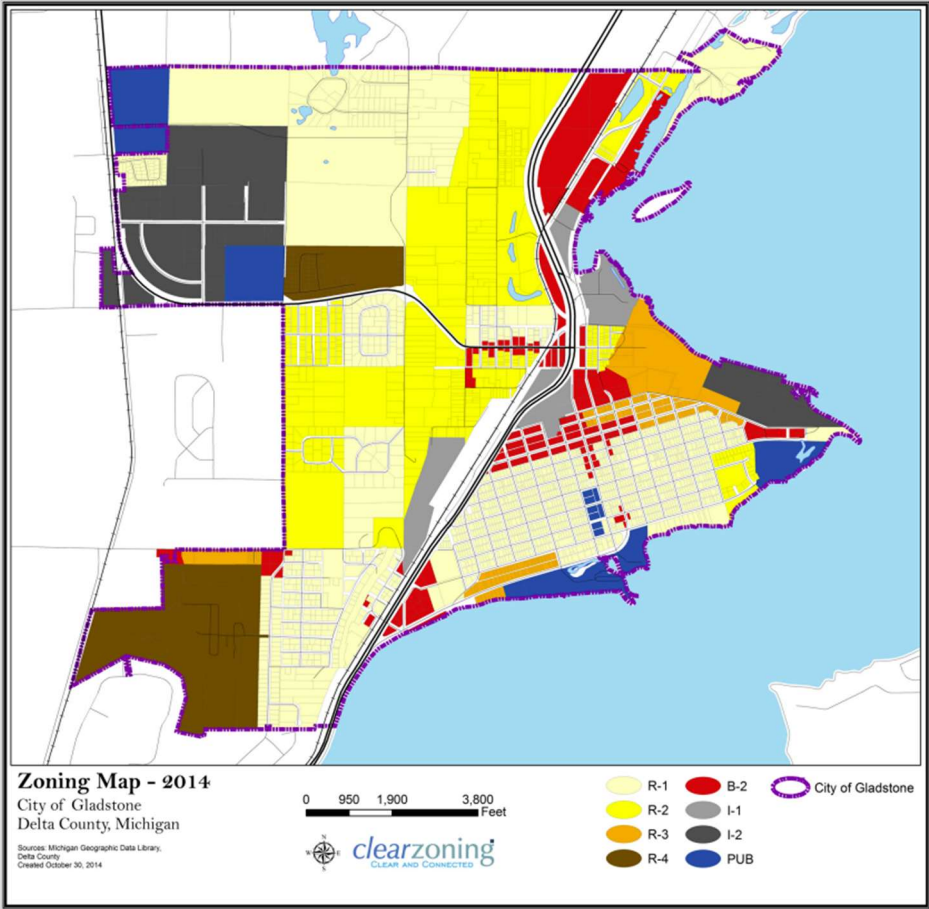 Zoning Map - 2014
City of Gladstone
Delta County, Michigan
Sources: Michigan Geographic Data Library,
Delta County
Created October 30, 2014
0 950 1,900 3,800
Feet
N
W E
S
clearzoning
CLEAR AND CONNECTED
R-1
R-2
R-3
R-4
B-2
I-1
I-2
PUB
City of Gladstone